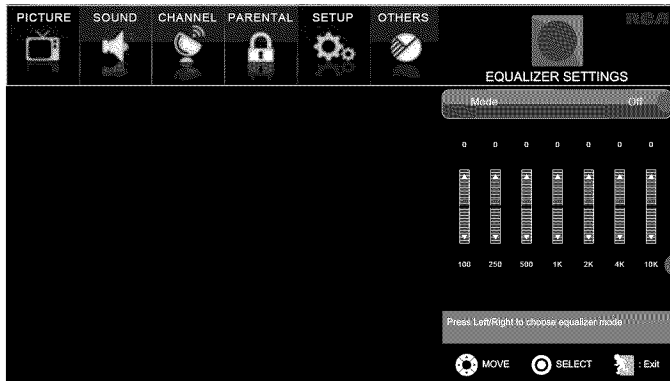 PICTURE SOUND CHANNEL PARENTAL SETUP OTHERS
RCA
EQUALIZER SETTINGS
Mode Off
0 0 0 0 0 0 0
100 250 500 1K 2K 4K 10K
Press Left/Right to choose equalizer mode
MOVE SELECT : Exit